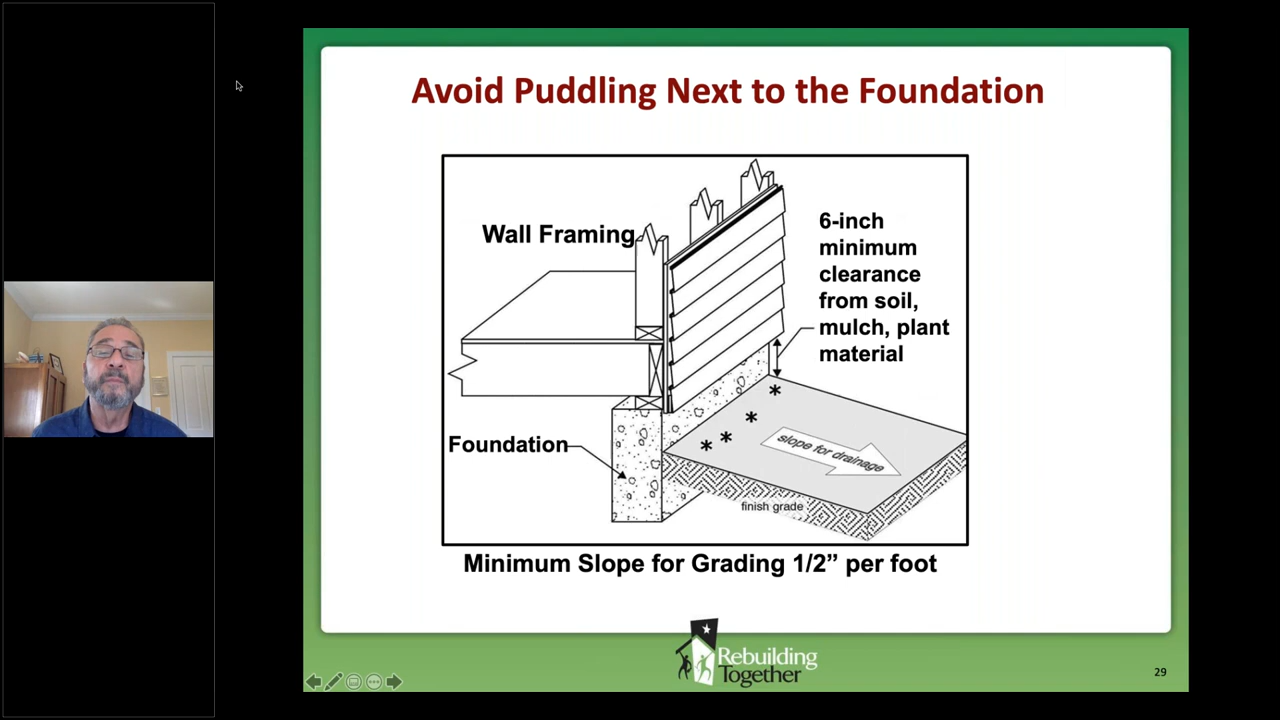 Avoid Puddling Next to the Foundation
Wall Framing
6-inch
minimum
clearance
from soil,
mulch, plant
material
Foundation
slope for drainage
finish grade
Minimum Slope for Grading 1/2” per foot
Rebuilding
Together
29